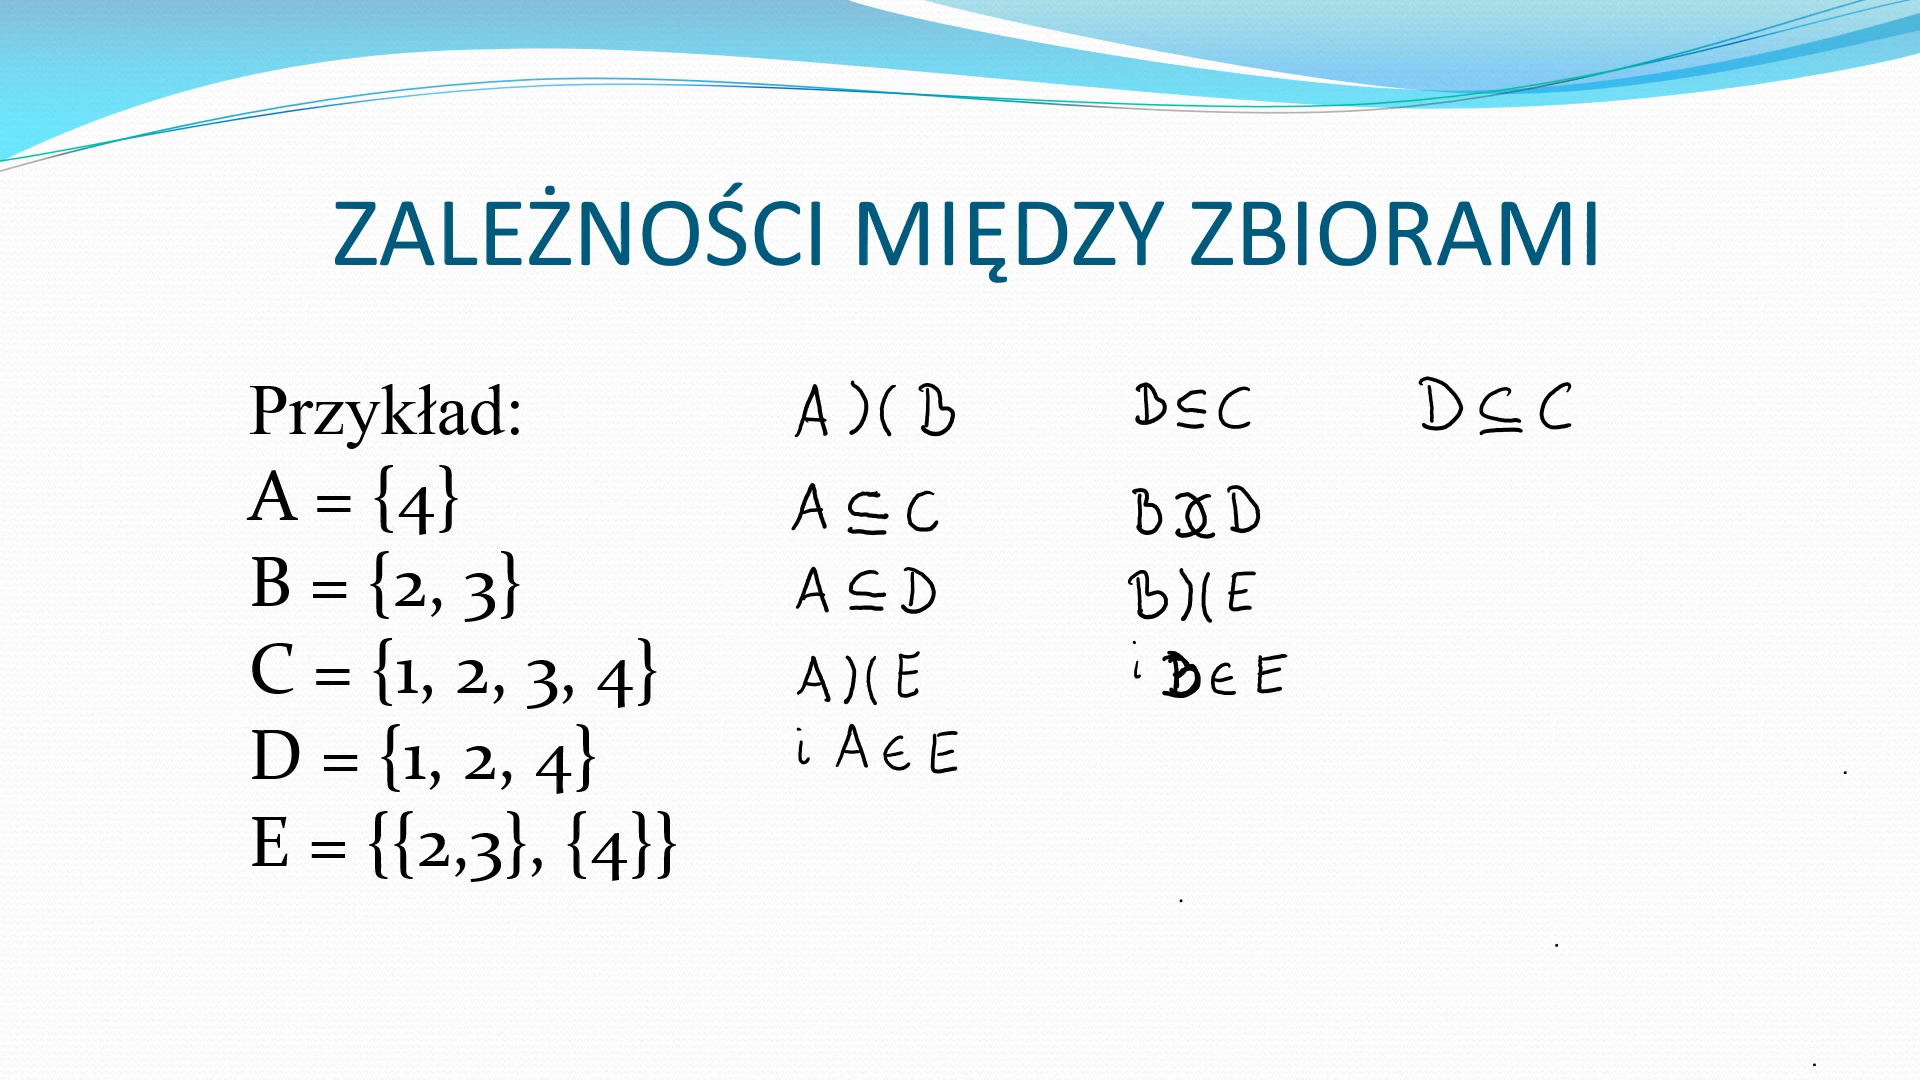 ZALEŻNOŚCI MIĘDZY ZBIORAMI
Przykład:
A = {4}
B = {2, 3}
C = {1, 2, 3, 4}
D = {1, 2, 4}
E = {{2,3}, {4}}
A )( B
A ⊆ C
A ⊆ D
A )( E
i A ∈ E
B ⊆ C
B )( D
B )( E
i B ∈ E
D ⊆ C